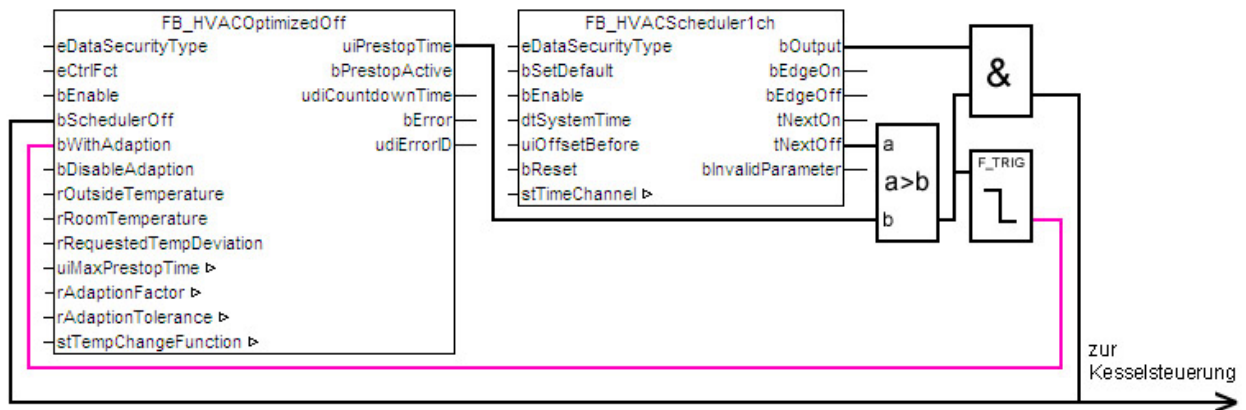 FB_HVACOptimizedOff
eDataSecurityType
eCtrlFct
bEnable
bSchedulerOff
bWithAdaption
bDisableAdaption
rOutsideTemperature
rRoomTemperature
rRequestedTempDeviation
uiMaxPrestopTime
rAdaptionFactor
rAdaptionTolerance
stTempChangeFunction
uiPrestopTime
bPrestopActive
udiCountdownTime
bError
udiErrorID
FB_HVACScheduler1ch
eDataSecurityType
bSetDefault
bEnable
dtSystemTime
uiOffsetBefore
bReset
stTimeChannel
bOutput
bEdgeOn
bEdgeOff
tNextOn
tNextOff
bInvalidParameter
a
a>b
b
&
F_TRIG
zur
Kesselsteuerung